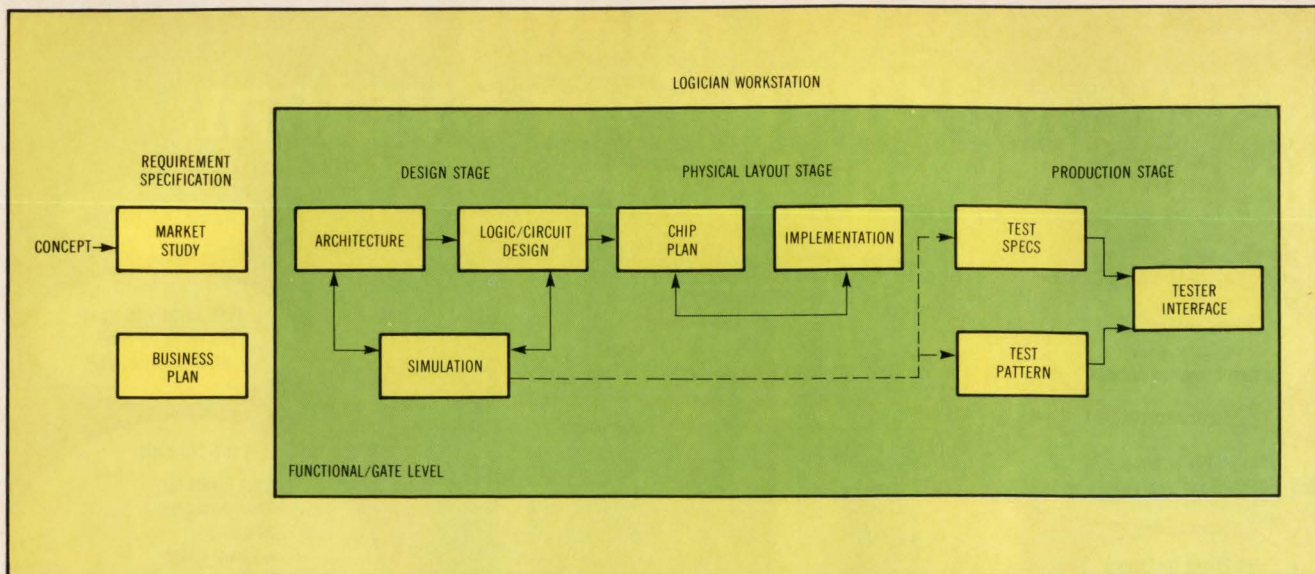 LOGICIAN WORKSTATION
REQUIREMENT
SPECIFICATION
DESIGN STAGE
PHYSICAL LAYOUT STAGE
PRODUCTION STAGE
CONCEPT
MARKET
STUDY
BUSINESS
PLAN
ARCHITECTURE
LOGIC/CIRCUIT
DESIGN
SIMULATION
CHIP
PLAN
IMPLEMENTATION
TEST
SPECS
TEST
PATTERN
TESTER
INTERFACE
FUNCTIONAL/GATE LEVEL